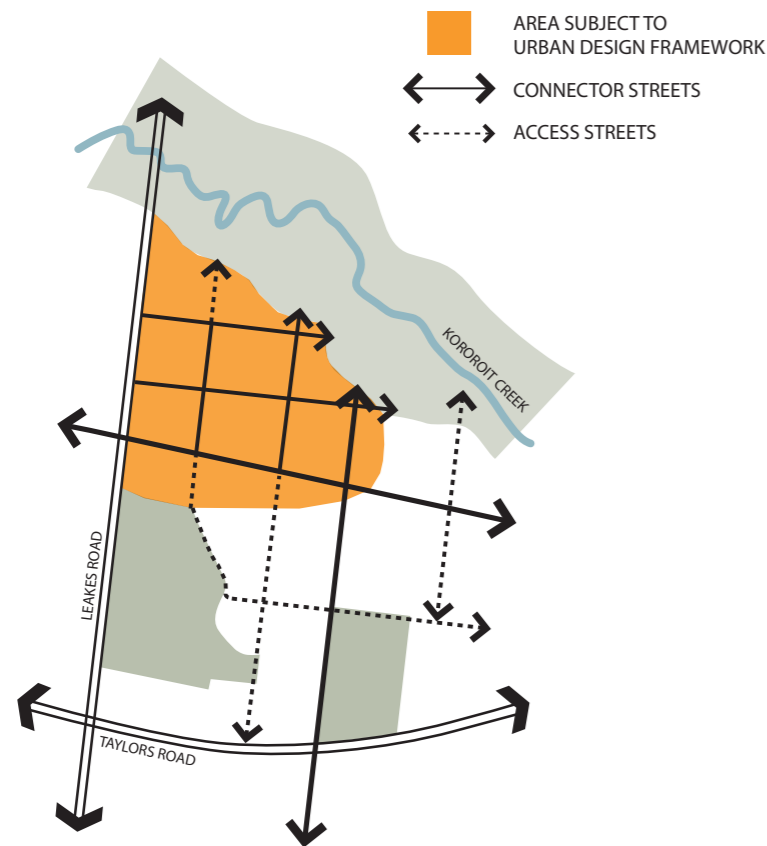 AREA SUBJECT TO
URBAN DESIGN FRAMEWORK
CONNECTOR STREETS
ACCESS STREETS
KOROROIT CREEK
LEAKES ROAD
TAYLORS ROAD